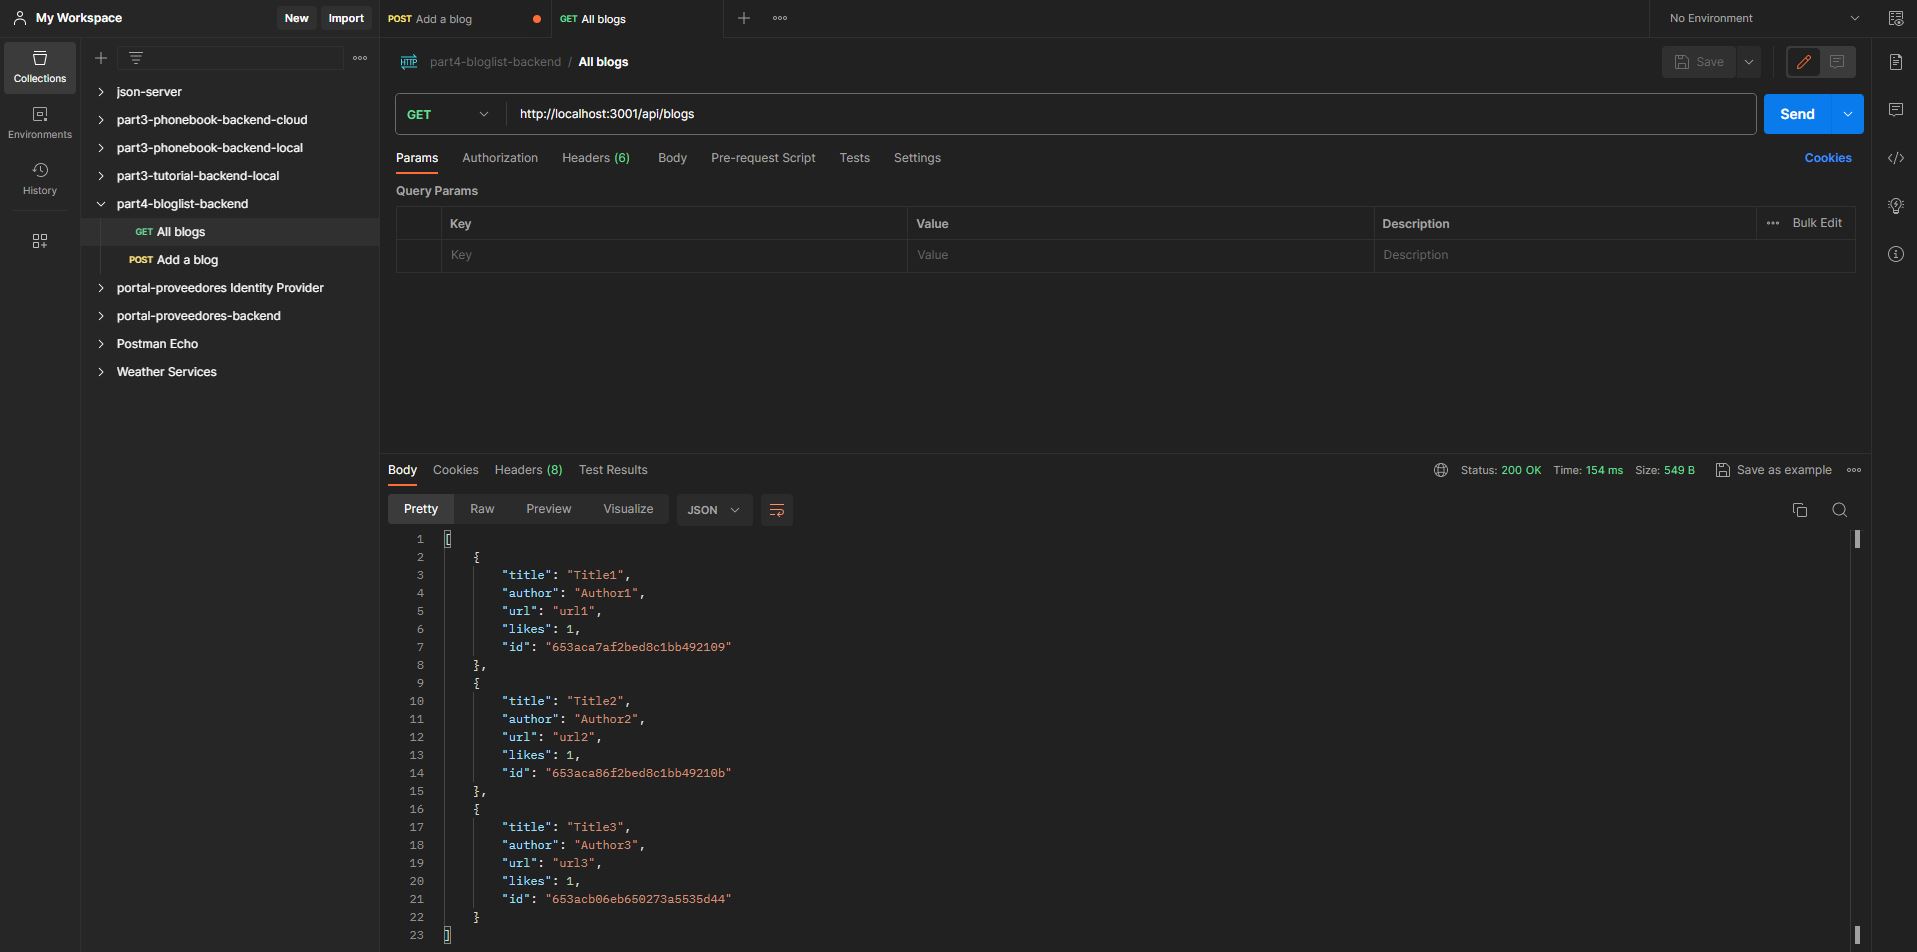 My Workspace
New
Import
POST Add a blog
GET All blogs
No Environment
Collections
Environments
History
json-server
part3-phonebook-backend-cloud
part3-phonebook-backend-local
part3-tutorial-backend-local
part4-bloglist-backend
GET All blogs
POST Add a blog
portal-proveedores Identity Provider
portal-proveedores-backend
Postman Echo
Weather Services
HTTP part4-bloglist-backend / All blogs
Save
GET http://localhost:3001/api/blogs
Send
Params Authorization Headers (6) Body Pre-request Script Tests Settings Cookies
Query Params
Key Value Description Bulk Edit
Key Value Description
Body Cookies Headers (8) Test Results Status: 200 OK Time: 154 ms Size: 549 B Save as example
Pretty Raw Preview Visualize JSON
1 [
2 {
3 "title": "Title1",
4 "author": "Author1",
5 "url": "url1",
6 "likes": 1,
7 "id": "653aca7af2bed8c1bb492109"
8 },
9 {
10 "title": "Title2",
11 "author": "Author2",
12 "url": "url2",
13 "likes": 1,
14 "id": "653aca86f2bed8c1bb49210b"
15 },
16 {
17 "title": "Title3",
18 "author": "Author3",
19 "url": "url3",
20 "likes": 1,
21 "id": "653acb06eb650273a5535d44"
22 }
23 ]